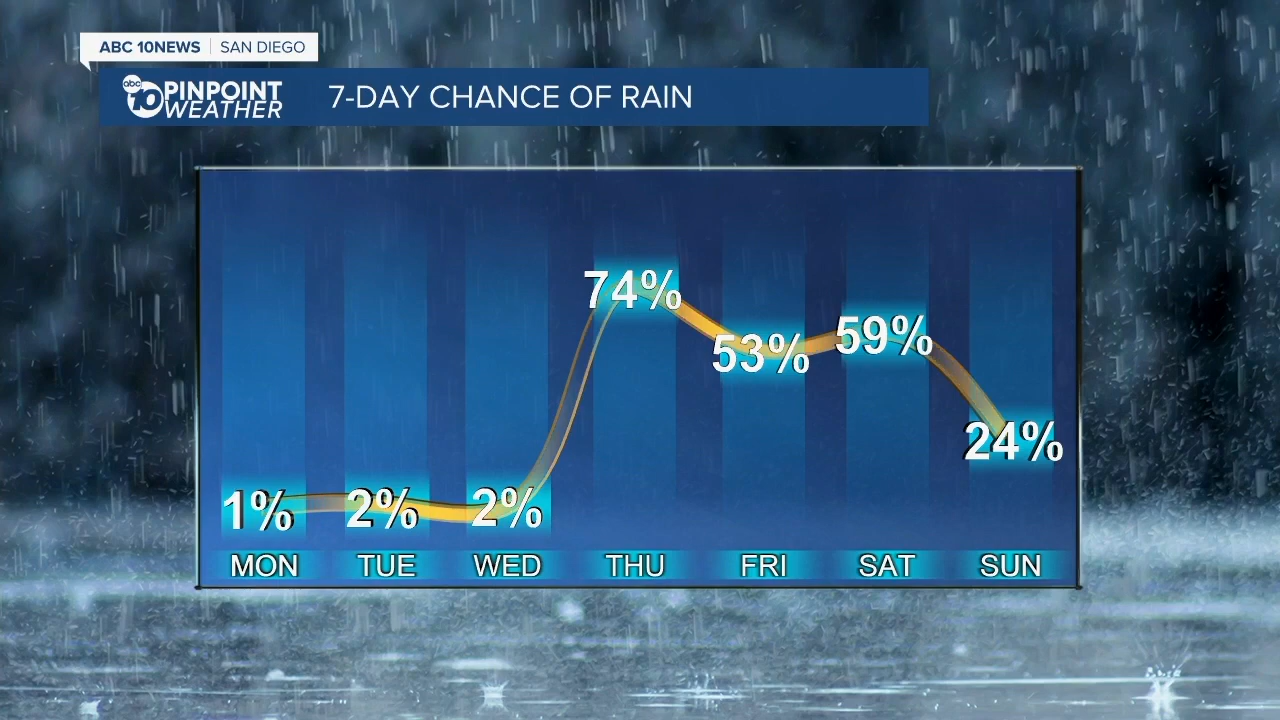 ABC 10NEWS | SAN DIEGO
abc 10 PINPOINT WEATHER
7-DAY CHANCE OF RAIN
74%
59%
53%
24%
1% 2% 2%
MON TUE WED THU FRI SAT SUN